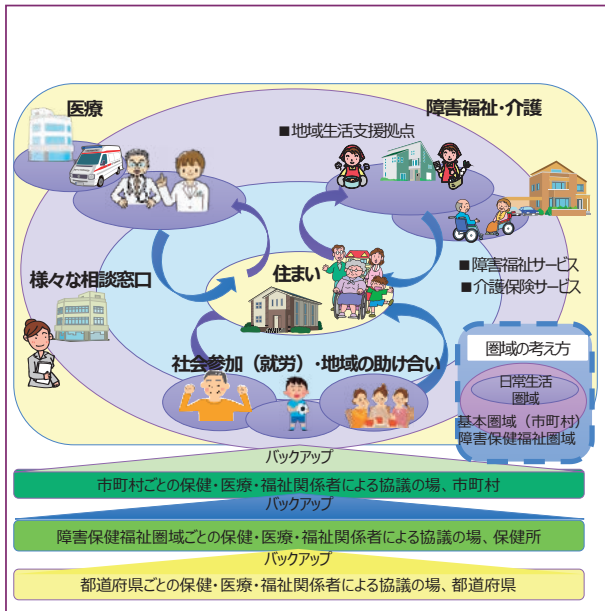 医療
障害福祉・介護
■地域生活支援拠点
様々な相談窓口
住まい
■障害福祉サービス
■介護保険サービス
社会参加（就労）・地域の助け合い
圏域の考え方
日常生活
圏域
基本圏域（市町村）
障害保健福祉圏域
バックアップ
市町村ごとの保健・医療・福祉関係者による協議の場、市町村
バックアップ
障害保健福祉圏域ごとの保健・医療・福祉関係者による協議の場、保健所
バックアップ
都道府県ごとの保健・医療・福祉関係者による協議の場、都道府県